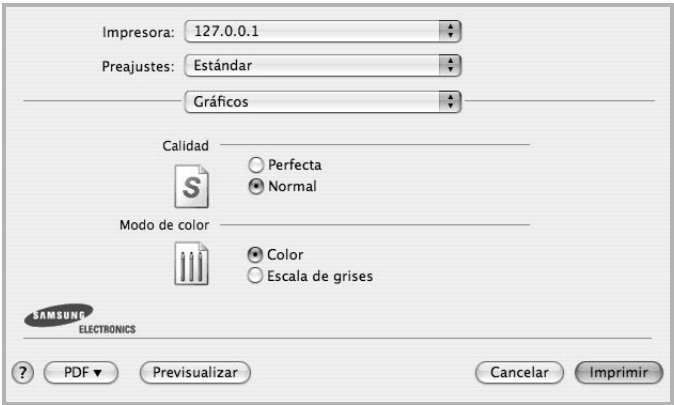 Impresora: 127.0.0.1
Preajustes: Estándar
Gráficos
Calidad
Perfecta
S
Normal
Modo de color
Color
Escala de grises
SAMSUNG
ELECTRONICS
? PDF Previsualizar Cancelar Imprimir